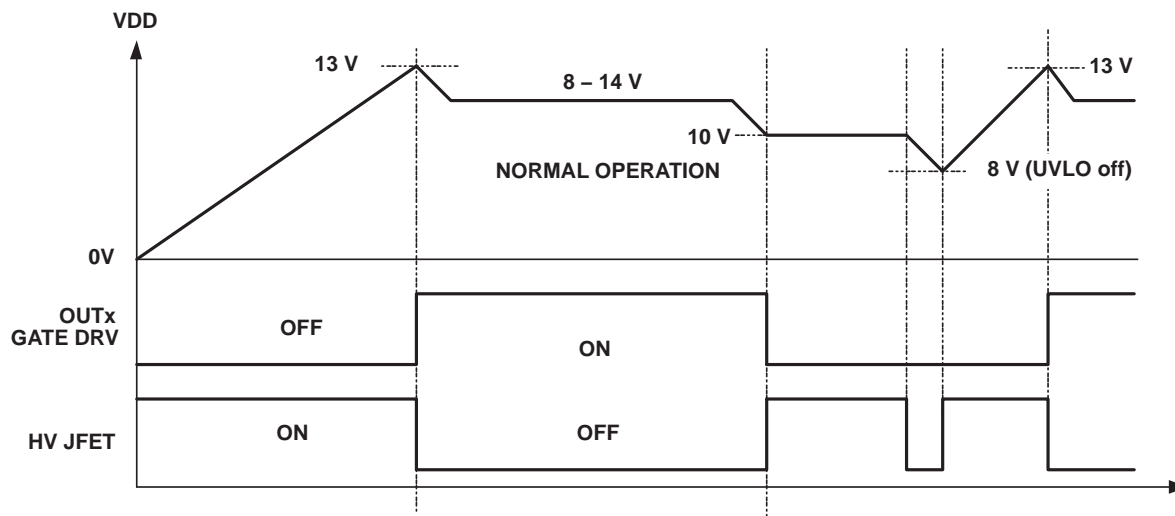 VDD
13 V
8 – 14 V
13 V
10 V
NORMAL OPERATION
8 V (UVLO off)
0V
OUTx
GATE DRV
OFF
ON
HV JFET
ON
OFF